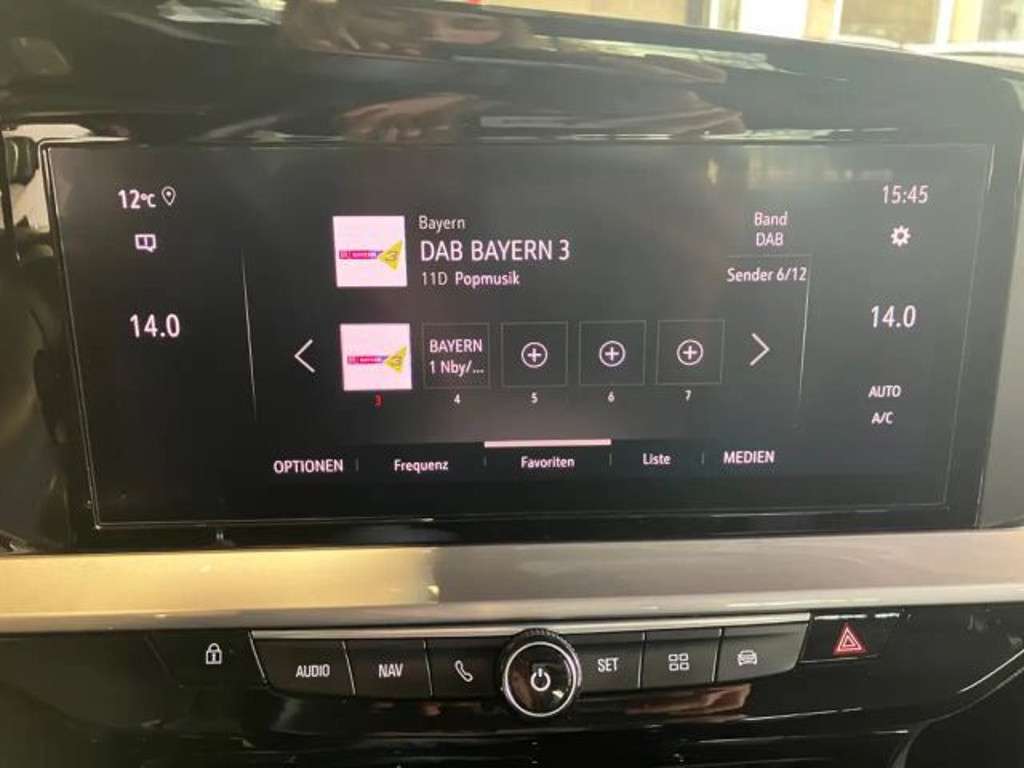 12°C
15:45
Bayern
DAB BAYERN 3
11D Popmusik
Band
DAB
Sender 6/12
14.0
14.0
BAYERN
1 Nby/...
3
4
5
6
7
AUTO
A/C
OPTIONEN
Frequenz
Favoriten
Liste
MEDIEN
AUDIO
NAV
SET